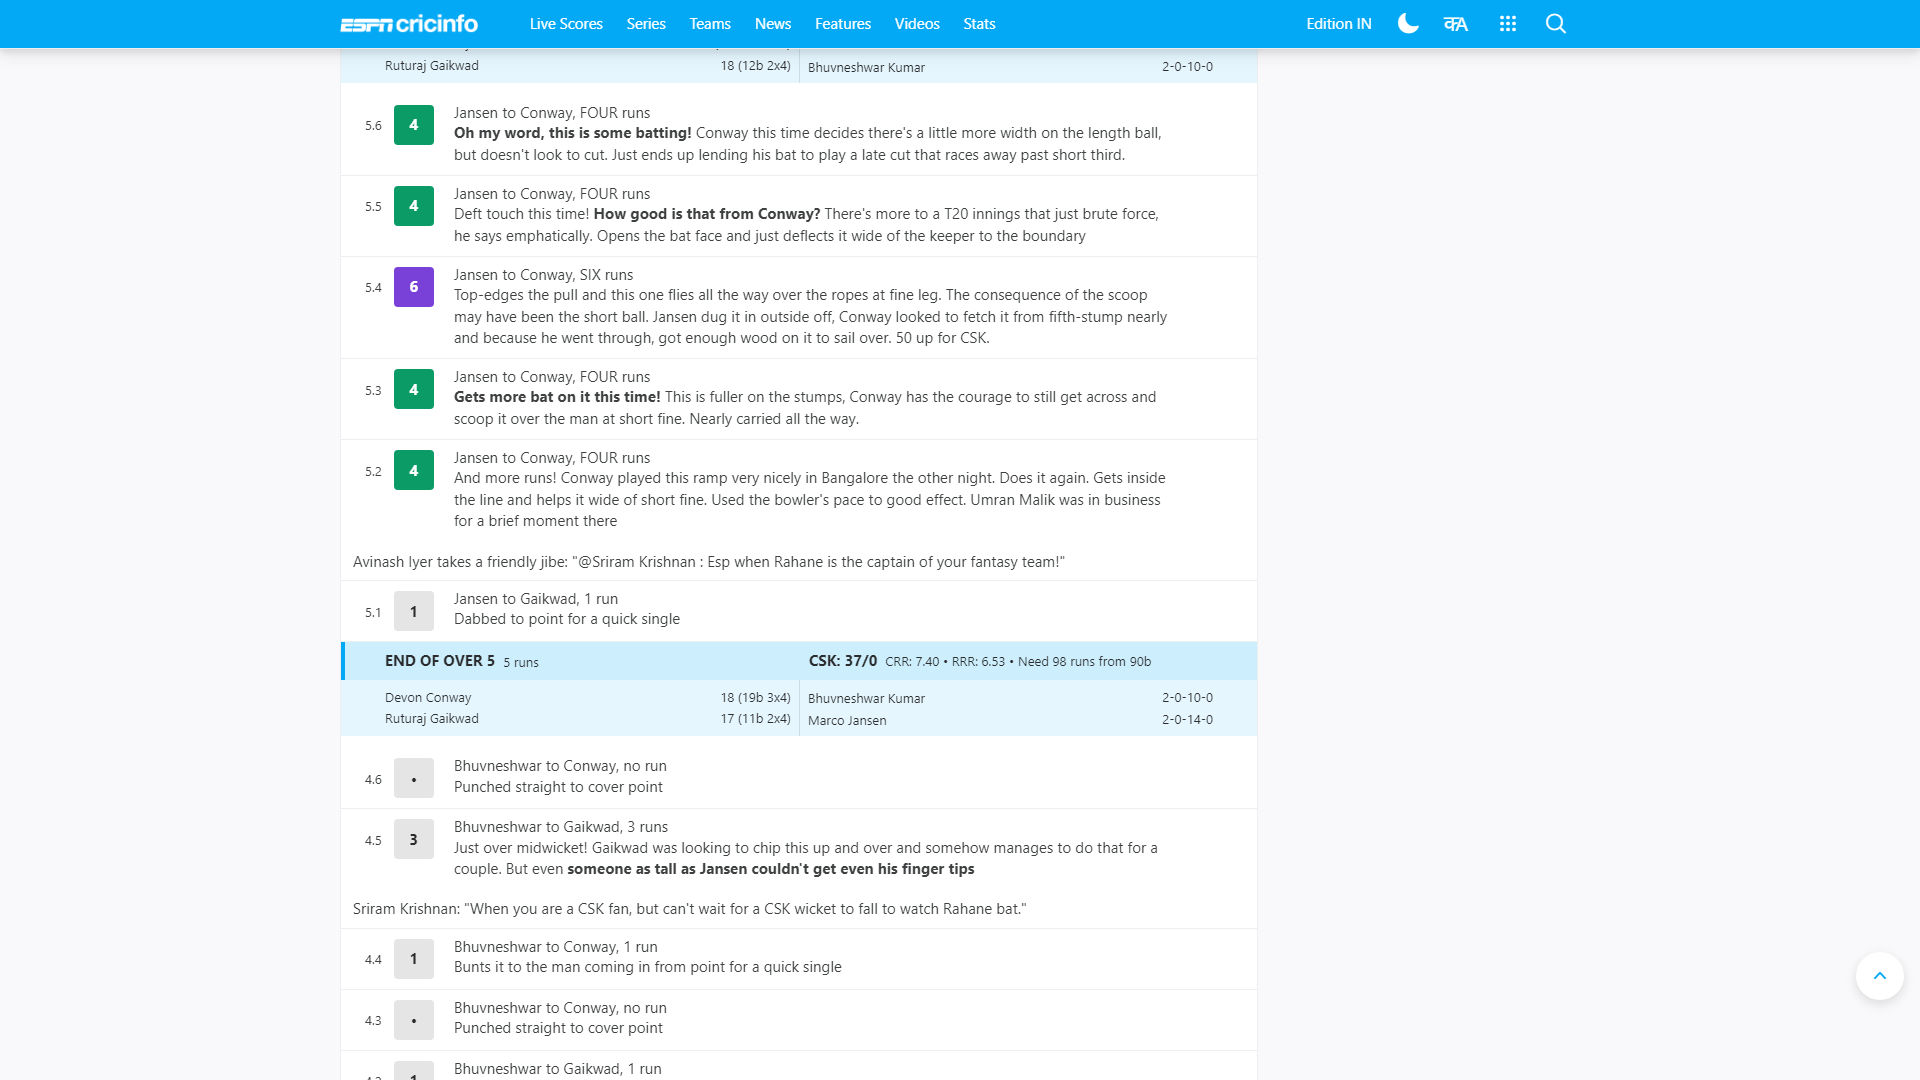 ESPN cricinfo Live Scores Series Teams News Features Videos Stats Edition IN क A
Ruturaj Gaikwad 18 (12b 2x4) Bhuvneshwar Kumar 2-0-10-0
Jansen to Conway, FOUR runs
5.6 4 Oh my word, this is some batting! Conway this time decides there's a little more width on the length ball,
but doesn't look to cut. Just ends up lending his bat to play a late cut that races away past short third.
Jansen to Conway, FOUR runs
5.5 4 Deft touch this time! How good is that from Conway? There's more to a T20 innings that just brute force,
he says emphatically. Opens the bat face and just deflects it wide of the keeper to the boundary
Jansen to Conway, SIX runs
5.4 6 Top-edges the pull and this one flies all the way over the ropes at fine leg. The consequence of the scoop
may have been the short ball. Jansen dug it in outside off, Conway looked to fetch it from fifth-stump nearly
and because he went through, got enough wood on it to sail over. 50 up for CSK.
Jansen to Conway, FOUR runs
5.3 4 Gets more bat on it this time! This is fuller on the stumps, Conway has the courage to still get across and
scoop it over the man at short fine. Nearly carried all the way.
Jansen to Conway, FOUR runs
5.2 4 And more runs! Conway played this ramp very nicely in Bangalore the other night. Does it again. Gets inside
the line and helps it wide of short fine. Used the bowler's pace to good effect. Umran Malik was in business
for a brief moment there
Avinash Iyer takes a friendly jibe: "@Sriram Krishnan : Esp when Rahane is the captain of your fantasy team!"
Jansen to Gaikwad, 1 run
5.1 1 Dabbed to point for a quick single
END OF OVER 5 5 runs CSK: 37/0 CRR: 7.40 • RRR: 6.53 • Need 98 runs from 90b
Devon Conway 18 (19b 3x4) Bhuvneshwar Kumar 2-0-10-0
Ruturaj Gaikwad 17 (11b 2x4) Marco Jansen 2-0-14-0
Bhuvneshwar to Conway, no run
4.6 • Punched straight to cover point
Bhuvneshwar to Gaikwad, 3 runs
4.5 3 Just over midwicket! Gaikwad was looking to chip this up and over and somehow manages to do that for a
couple. But even someone as tall as Jansen couldn't get even his finger tips
Sriram Krishnan: "When you are a CSK fan, but can't wait for a CSK wicket to fall to watch Rahane bat."
Bhuvneshwar to Conway, 1 run
4.4 1 Bunts it to the man coming in from point for a quick single
Bhuvneshwar to Conway, no run
4.3 • Punched straight to cover point
Bhuvneshwar to Gaikwad, 1 run